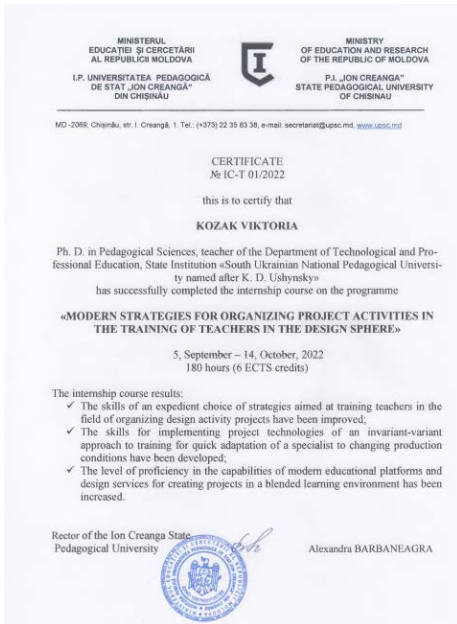 MINISTERUL
EDUCAȚIEI ȘI CERCETĂRII
AL REPUBLICII MOLDOVA
I.P. UNIVERSITATEA PEDAGOGICĂ
DE STAT „ION CREANGĂ"
DIN CHIȘINĂU
MINISTRY
OF EDUCATION AND RESEARCH
OF THE REPUBLIC OF MOLDOVA
P.I. „ION CREANGA"
STATE PEDAGOGICAL UNIVERSITY
OF CHISINAU
MD -2069, Chișinău, str. I. Creangă, 1. Tel.: (+373) 22 35 83 38, e-mail: secretariat@upsc.md, www.upsc.md
CERTIFICATE
№ IC-T 01/2022
this is to certify that
KOZAK VIKTORIA
Ph. D. in Pedagogical Sciences, teacher of the Department of Technological and Pro-
fessional Education, State Institution «South Ukrainian National Pedagogical Universi-
ty named after K. D. Ushynsky»
has successfully completed the internship course on the programme
«MODERN STRATEGIES FOR ORGANIZING PROJECT ACTIVITIES IN
THE TRAINING OF TEACHERS IN THE DESIGN SPHERE»
5, September – 14, October, 2022
180 hours (6 ECTS credits)
The internship course results:
✓ The skills of an expedient choice of strategies aimed at training teachers in the
field of organizing design activity projects have been improved;
✓ The skills for implementing project technologies of an invariant-variant
approach to training for quick adaptation of a specialist to changing production
conditions have been developed;
✓ The level of proficiency in the capabilities of modern educational platforms and
design services for creating projects in a blended learning environment has been
increased.
Rector of the Ion Creanga State
Pedagogical University
Alexandra BARBANEAGRA